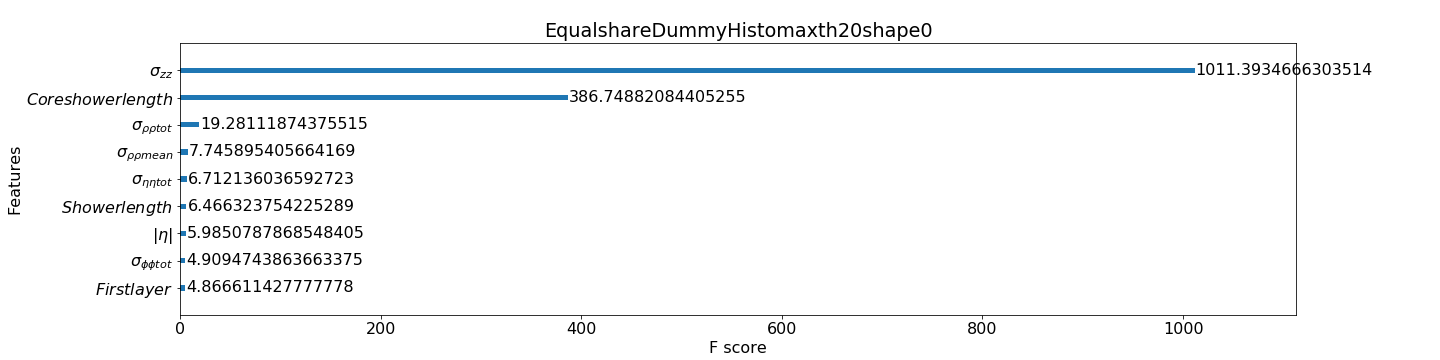 EqualshareDummyHistomaxth20shape0
σzz 1011.3934666303514
Coreshowerlength 386.74882084405255
σρρtot 19.28111874375515
σρρmean 7.745895405664169
σηηtot 6.712136036592723
Showerlength 6.466323754225289
|η| 5.9850787868548405
σϕϕtot 4.9094743863663375
Firstlayer 4.866611427777778
Features
0 200 400 600 800 1000
F score